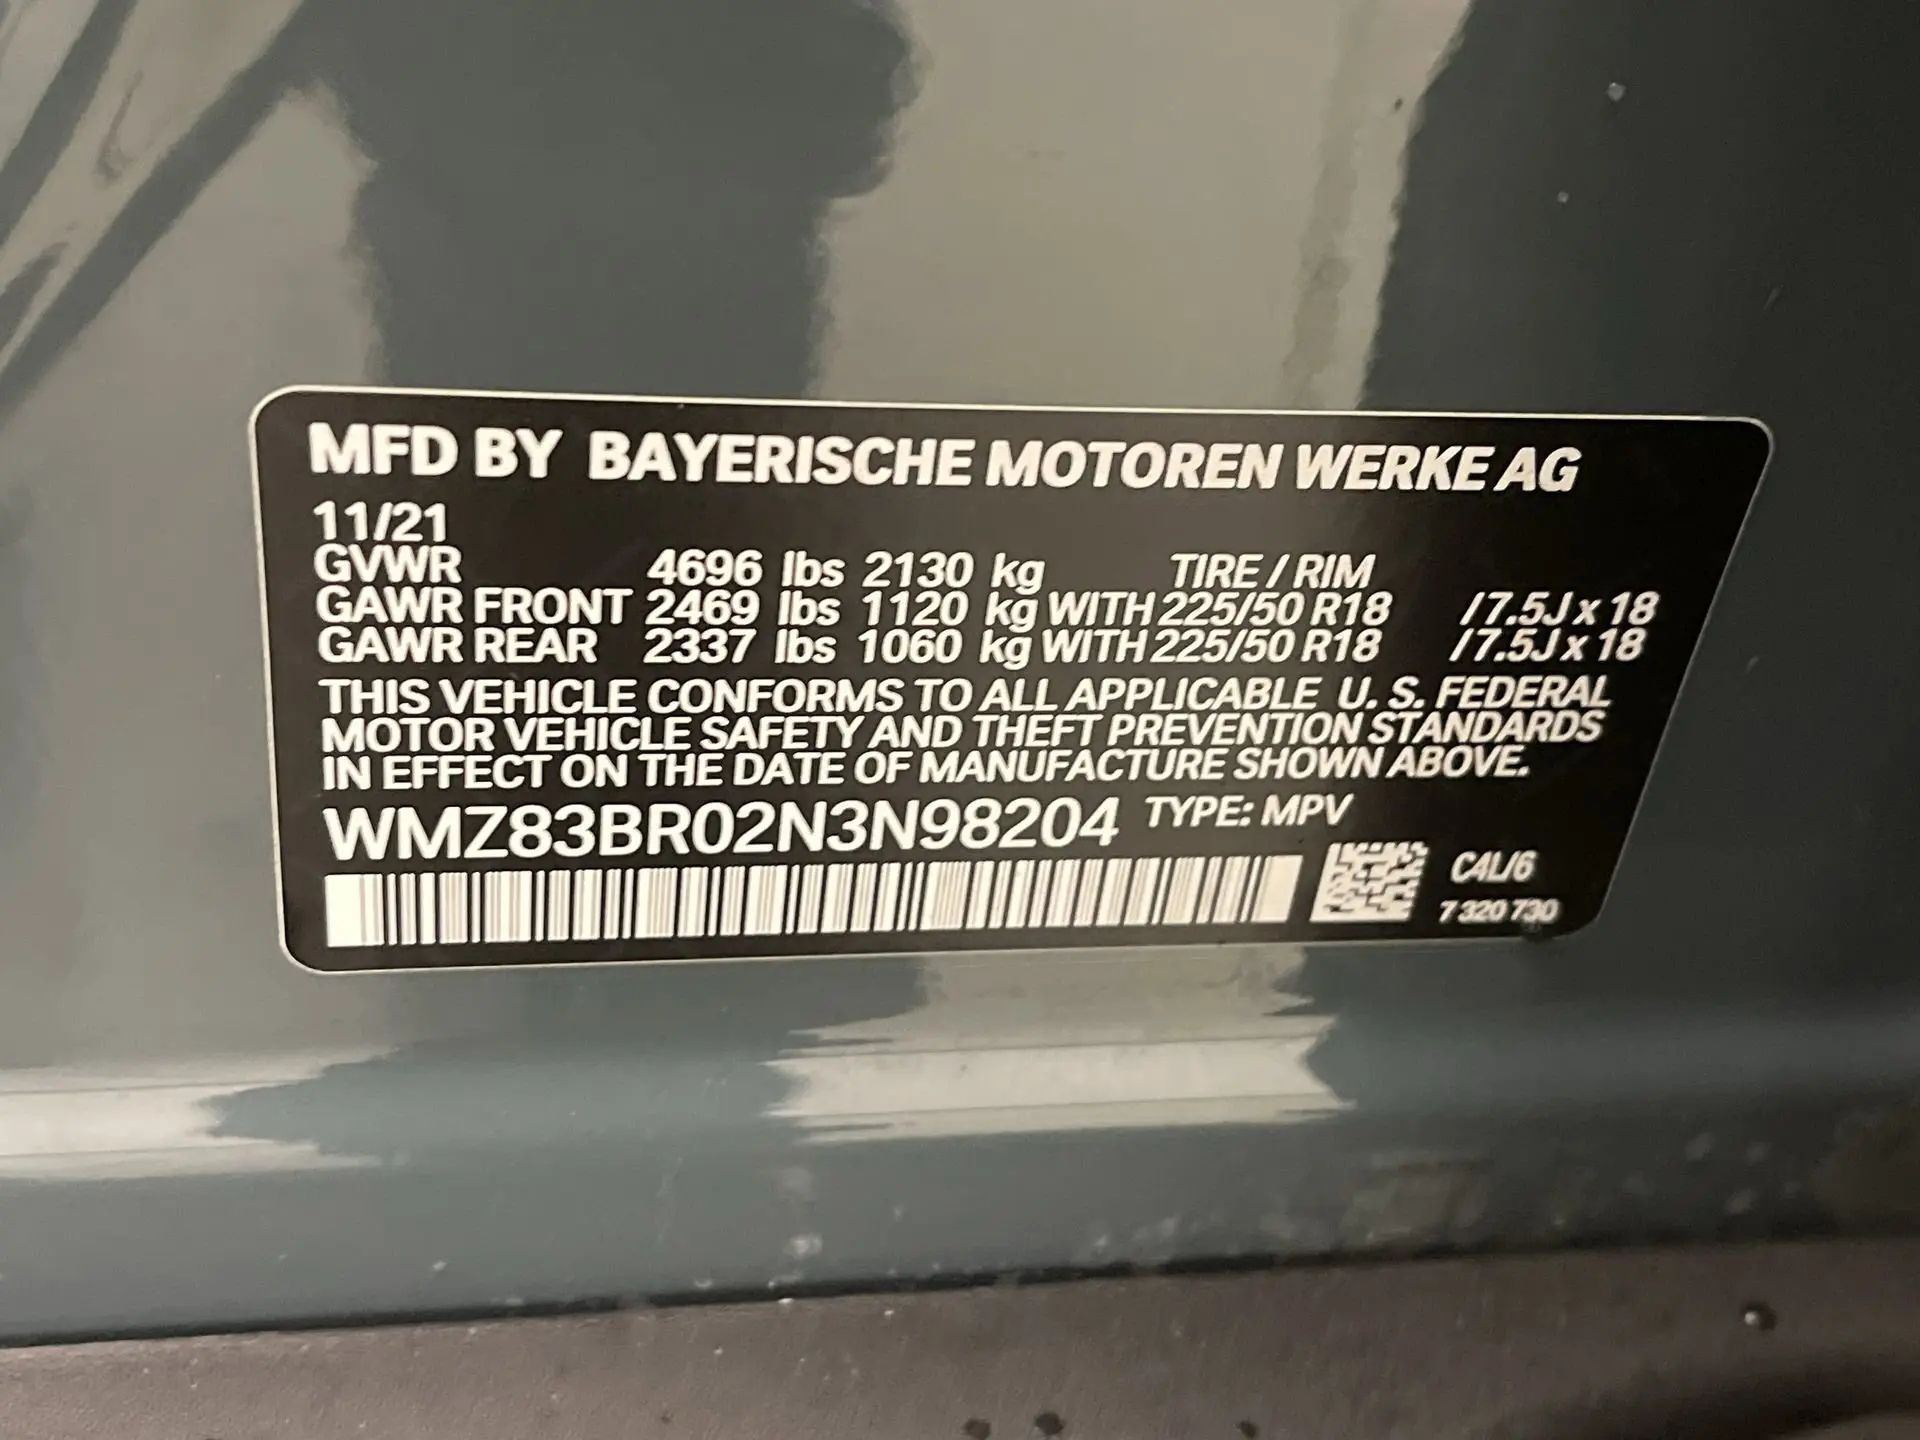 MFD BY BAYERISCHE MOTOREN WERKE AG
11/21
GVWR 4696 lbs 2130 kg TIRE / RIM
GAWR FRONT 2469 lbs 1120 kg WITH 225/50 R18 / 7.5J x 18
GAWR REAR 2337 lbs 1060 kg WITH 225/50 R18 / 7.5J x 18
THIS VEHICLE CONFORMS TO ALL APPLICABLE U. S. FEDERAL
MOTOR VEHICLE SAFETY AND THEFT PREVENTION STANDARDS
IN EFFECT ON THE DATE OF MANUFACTURE SHOWN ABOVE.
WMZ83BR02N3N98204 TYPE: MPV
C4L/6
7 320 730